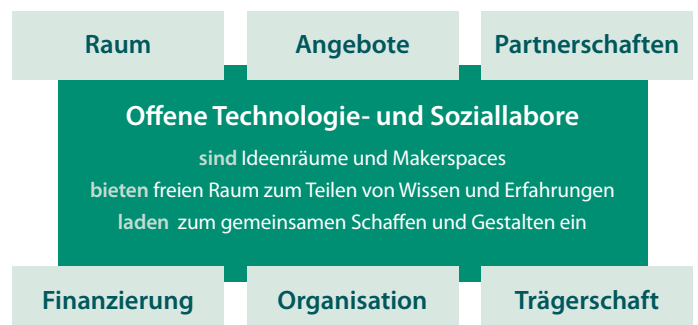 Raum
Angebote
Partnerschaften
Offene Technologie- und Soziallabore
sind Ideenräume und Makerspaces
bieten freien Raum zum Teilen von Wissen und Erfahrungen
laden zum gemeinsamen Schaffen und Gestalten ein
Finanzierung
Organisation
Trägerschaft